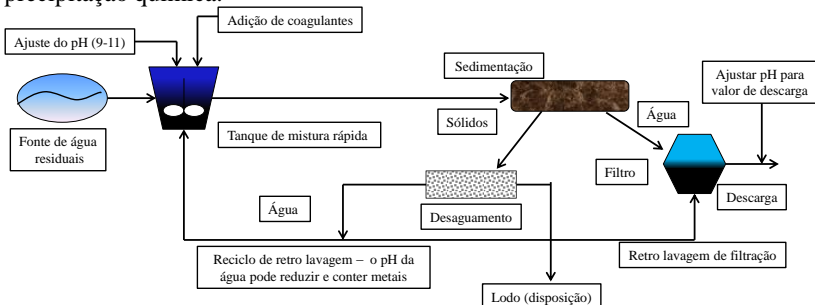 precipitação química.
Adição de coagulantes
Ajuste do pH (9-11)
Sedimentação
Ajustar pH para
valor de descarga
Sólidos
Água
Fonte de água
residuais
Tanque de mistura rápida
Filtro
Descarga
Água
Desaguamento
Reciclo de retro lavagem – o pH da
água pode reduzir e conter metais
Retro lavagem de filtração
Lodo (disposição)